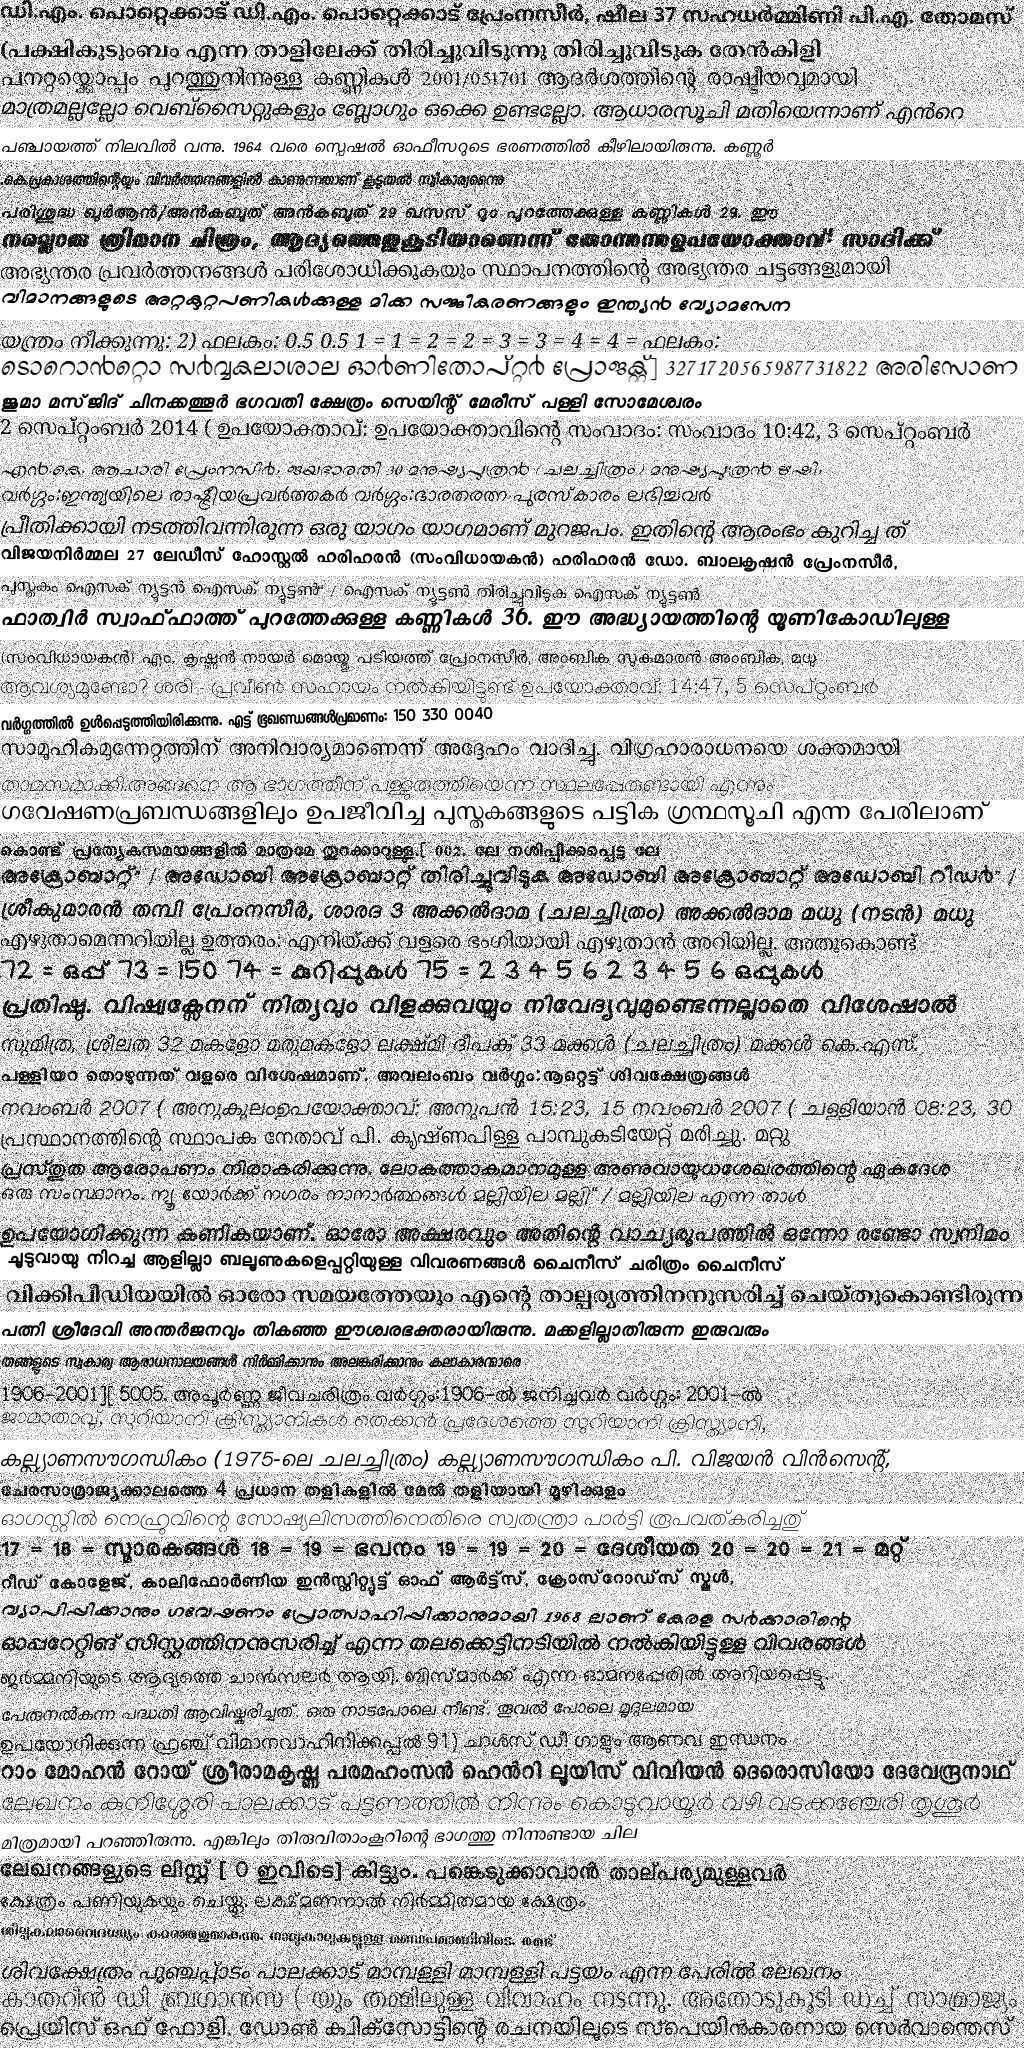 ഡി.എം. പൊറ്റെക്കാട് ഡി.എം. പൊറ്റെക്കാട് പ്രേംനസീർ, ഷീല 37 സഹധർമ്മിണി പി.എ. തോമസ്
(പക്ഷികുടുംബം എന്ന താളിലേക്ക് തിരിച്ചുവിടുന്നു തിരിച്ചുവിടുക തേൻകിളി
പനറ്റയ്ക്കൊപ്പം പുറത്തുനിന്നുള്ള കണ്ണികൾ 2001/051701 ആദർശത്തിന്റെ രാഷ്ട്രീയവുമായി
മാത്രമല്ലല്ലോ വെബ്സൈറ്റുകളും ബ്ലോഗും ഒക്കെ ഉണ്ടല്ലോ. ആധാരസൂചി മതിയെന്നാണ് എൻറെ
പഞ്ചായത്ത് നിലവിൽ വന്നു. 1964 വരെ സ്പെഷൽ ഓഫീസറുടെ ഭരണത്തിൽ കീഴിലായിരുന്നു. കണ്ണൂർ
കെ.പ്രകാശത്തിന്റെയും വിവർത്തനങ്ങളിൽ കാണുന്നതാണ് കൂടുതൽ സ്വീകാര്യമെന്നു
പരിശുദ്ധ ഖുർആൻ/അൻകബൂത് അൻകബൂത് 29 ഖസസ് റൂം പുറത്തേക്കുള്ള കണ്ണികൾ 29. ഈ
നല്ലൊരു ത്രിമാന ചിത്രം, ആദ്യത്തെതുകൂടിയാണെന്ന് തോന്നുന്നുളുപയോക്താവ്" സാദിക്ക്
അഭ്യന്തര പ്രവർത്തനങ്ങൾ പരിശോധിക്കുകയും സ്ഥാപനത്തിന്റെ അഭ്യന്തര ചട്ടങ്ങളുമായി
വിമാനങ്ങളുടെ അറ്റകുറ്റപണികൾക്കുള്ള മിക്ക സജ്ജീകരണങ്ങളും ഇന്ത്യൻ വ്യോമസേന
യന്ത്രം നീക്കുന്നു: 2) ഫലകം: 0.5 0.5 1 = 1 = 2 = 2 = 3 = 3 = 4 = 4 = ഫലകം:
ടൊറൊൻറ്റൊ സർവ്വകലാശാല ഓർണിതോപ്റ്റർ പ്രോജക്റ്റ്] 32717205659877318​22 അരിസോണ
ജുമാ മസ്ജിദ് ചിനക്കത്തൂർ ഭഗവതി ക്ഷേത്രം സെയിന്റ് മേരീസ് പള്ളി സോമേശ്വരം
2 സെപ്റ്റംബർ 2014 ( ഉപയോക്താവ്: ഉപയോക്താവിന്റെ സംവാദം: സംവാദം 10:42, 3 സെപ്റ്റംബർ
എൻ.കെ. ആചാരി പ്രേംനസീർ, ജയഭാരതി 30 മനുഷ്യപുത്രൻ (ചലച്ചിത്രം) മനുഷ്യപുത്രൻ ഋഷി,
വർഗ്ഗം:ഇന്ത്യയിലെ രാഷ്ട്രീയപ്രവർത്തകർ വർഗ്ഗം:ഭാരതരത്ന പുരസ്കാരം ലഭിച്ചവർ
പ്രീതിക്കായി നടത്തിവന്നിരുന്ന ഒരു യാഗം യാഗമാണ് മുറജപം. ഇതിന്റെ ആരംഭം കുറിച്ച ത്
വിജയനിർമ്മല 27 ലേഡീസ് ഹോസ്റ്റൽ ഹരിഹരൻ (സംവിധായകൻ) ഹരിഹരൻ ഡോ. ബാലകൃഷ്ണൻ പ്രേംനസീർ,
പുസ്തകം ഐസക് ന്യൂട്ടൻ ഐസക് ന്യൂട്ടൺ" / ഐസക് ന്യൂട്ടൺ തിരിച്ചുവിടുക ഐസക് ന്യൂട്ടൺ
ഫാത്വിർ സ്വാഫ്ഫാത്ത് പുറത്തേക്കുള്ള കണ്ണികൾ 36. ഈ അദ്ധ്യായത്തിന്റെ യൂണികോഡിലുള്ള
(സംവിധായകൻ) എം. കൃഷ്ണൻ നായർ മൊയ്തു പടിയത്ത് പ്രേംനസീർ, അംബിക സുകുമാരൻ അംബിക, മധു
ആവശ്യമുണ്ടോ? ശരി - പ്രവീൺ സഹായം നൽകിയിട്ടുണ്ട് ഉപയോക്താവ്: 14:47, 5 സെപ്റ്റംബർ
വർഗ്ഗത്തിൽ ഉൾപ്പെടുത്തിയിരിക്കുന്നു. എട്ട് ഭൂഖണ്ഡങ്ങൾപ്രമാണം: 150 330 0040
സാമൂഹികമുന്നേറ്റത്തിന് അനിവാര്യമാണെന്ന് അദ്ദേഹം വാദിച്ചു. വിഗ്രഹാരാധനയെ ശക്തമായി
താമസമാക്കി.അങ്ങനെ ആ ഭാഗത്തിന് പള്ളുരുത്തിയെന്ന സ്ഥലപ്പേരുണ്ടായി എന്നും
ഗവേഷണപ്രബന്ധങ്ങളിലും ഉപജീവിച്ച പുസ്തകങ്ങളുടെ പട്ടിക ഗ്രന്ഥസൂചി എന്ന പേരിലാണ്
കൊണ്ട് പ്രത്യേകസമയങ്ങളിൽ മാത്രമേ തുറക്കാറുള്ളു.[ 002. ലേ നശിപ്പിക്കപ്പെട്ടു ലേ
അക്രോബാറ്റ്" / അഡോബി അക്രോബാറ്റ് തിരിച്ചുവിടുക അഡോബി അക്രോബാറ്റ് അഡോബി റീഡർ" /
ശ്രീകുമാരൻ തമ്പി പ്രേംനസീർ, ശാരദ 3 അക്കൽദാമ (ചലച്ചിത്രം) അക്കൽദാമ മധു (നടൻ) മധു
എഴുതാമെന്നറിയില്ല ഉത്തരം: എനിയ്ക്ക് വളരെ ഭംഗിയായി എഴുതാൻ അറിയില്ല. അതുകൊണ്ട്
72 = ഒപ്പ് 73 = 150 74 = കുറിപ്പുകൾ 75 = 2 3 4 5 6 2 3 4 5 6 ഒപ്പുകൾ
പ്രതിഷ്ഠ. വിഷ്വക്സേനന് നിത്യവും വിളക്കുവയ്പ്പും നിവേദ്യവുമുണ്ടെന്നല്ലാതെ വിശേഷാൽ
സുമിത്ര, ശ്രീലത 32 മകളോ മരുമകളോ ലക്ഷ്മി ദീപക് 33 മക്കൾ (ചലച്ചിത്രം) മക്കൾ കെ.എസ്.
പള്ളിയറ തൊഴുന്നത് വളരെ വിശേഷമാണ്. അവലംബം വർഗ്ഗം:നൂറ്റെട്ട് ശിവക്ഷേത്രങ്ങൾ
നവംബർ 2007 ( അനുകൂലംഉപയോക്താവ്: അനൂപൻ 15:23, 15 നവംബർ 2007 ( ചള്ളിയാൻ 08:23, 30
പ്രസ്ഥാനത്തിന്റെ സ്ഥാപക നേതാവ് പി. കൃഷ്ണപിള്ള പാമ്പുകടിയേറ്റ് മരിച്ചു. മറ്റു
പ്രസ്തുത ആരോപണം നിരാകരിക്കുന്നു. ലോകത്താകമാനമുള്ള അണുവായുധശേഖരത്തിന്റെ ഏകദേശ
ഒരു സംസ്ഥാനം. ന്യൂ യോർക്ക് നഗരം നാനാർത്ഥങ്ങൾ മല്ലിയില മല്ലി" / മല്ലിയില എന്ന താൾ
ഉപയോഗിക്കുന്ന കണികയാണ്. ഓരോ അക്ഷരവും അതിന്റെ വാച്യരൂപത്തിൽ ഒന്നോ രണ്ടോ സ്വനിമം
ചൂടുവായു നിറച്ച ആളില്ലാ ബലൂണുകളെപ്പറ്റിയുള്ള വിവരണങ്ങൾ ചൈനീസ് ചരിത്രം ചൈനീസ്
വിക്കിപീഡിയയിൽ ഓരോ സമയത്തേയും എന്റെ താല്പര്യത്തിനനുസരിച്ച് ചെയ്തുകൊണ്ടിരുന്ന
പത്നി ശ്രീദേവി അന്തർജനവും തികഞ്ഞ ഈശ്വരഭക്തരായിരുന്നു. മക്കളില്ലാതിരുന്ന ഇരുവരും
തങ്ങളുടെ സ്വകാര്യ ആരാധനാലയങ്ങൾ നിർമ്മിക്കാനും അലങ്കരിക്കാനും കലാകാരന്മാരെ
1906–2001][ 5005. അപൂർണ്ണ ജീവചരിത്രം വർഗ്ഗം:1906–ൽ ജനിച്ചവർ വർഗ്ഗം: 2001–ൽ
ജാമാതാവ്, സുറിയാനി ക്രിസ്ത്യാനികൾ തെക്കൻ പ്രദേശത്തെ സുറിയാനി ക്രിസ്ത്യാനി,
കല്ല്യാണസൗഗന്ധികം (1975-ലെ ചലച്ചിത്രം) കല്ല്യാണസൗഗന്ധികം പി. വിജയൻ വിൻസെന്റ്,
ചേരസാമ്രാജ്യക്കാലത്തെ 4 പ്രധാന തളികളിൽ മേൽ തളിയായി മൂഴിക്കുളം
ഓഗസ്റ്റിൽ നെഹ്രുവിന്റെ സോഷ്യലിസത്തിനെതിരെ സ്വതന്ത്രാ പാർട്ടി രൂപവത്കരിച്ചതു്
17 = 18 = സ്മാരകങ്ങൾ 18 = 19 = ഭവനം 19 = 19 = 20 = ദേശീയത 20 = 20 = 21 = മറ്റ്
റീഡ് കോളേജ്, കാലിഫോർണിയ ഇൻസ്റ്റിറ്റ്യൂട്ട് ഓഫ് ആർട്ട്സ്, ക്രോസ്റോഡ്സ് സ്കൂൾ,
വ്യാപിപ്പിക്കാനും ഗവേഷണം പ്രോത്സാഹിപ്പിക്കാനുമായി 1968 ലാണ് കേരള സർക്കാരിന്റെ
ഓപ്പറേറ്റിങ് സിസ്റ്റത്തിനനുസരിച്ച് എന്ന തലക്കെട്ടിനടിയിൽ നൽകിയിട്ടുള്ള വിവരങ്ങൾ
ജർമ്മനിയുടെ ആദ്യത്തെ ചാൻസലർ ആയി. ബിസ്മാർക്ക് എന്ന ഓമനപ്പേരിൽ അറിയപ്പെട്ടു.
പേരുനൽകുന്ന പദ്ധതി ആവിഷ്കരിച്ചത്. ഒരു നാടപോലെ നീണ്ട്. തൂവൽ പോലെ മൃദുലമായ
ഉപയോഗിക്കുന്ന ഫ്രഞ്ച് വിമാനവാഹിനിക്കപ്പൽ 91) ചാൾസ് ഡീ ഗാളും ആണവ ഇന്ധനം
റാം മോഹൻ റോയ് ശ്രീരാമകൃഷ്ണ പരമഹംസൻ ഹെൻറി ലൂയിസ് വിവിയൻ ദെരൊസിയോ ദേവേന്ദ്രനാഥ്
ലേഖനം കുനിശ്ശേരി പാലക്കാട് പട്ടണത്തിൽ നിന്നും കൊടുവായൂർ വഴി വടക്കഞ്ചേരി തൃശൂർ
മിത്രമായി പറഞ്ഞിരുന്നു. എങ്കിലും തിരുവിതാംകൂറിന്റെ ഭാഗത്തു നിന്നുണ്ടായ ചില
ലേഖനങ്ങളുടെ ലിസ്റ്റ് [ 0 ഇവിടെ] കിട്ടും. പങ്കെടുക്കാവാൻ താല്പര്യമുള്ളവർ
ക്ഷേത്രം പണിയുകയും ചെയ്തു. ലക്ഷ്മണനാൽ നിർമ്മിതമായ ക്ഷേത്രം
ശില്പകലാവൈദഗ്ധ്യം മണ്ഡപമാണിവിടെ. രണ്ട്
ശിവക്ഷേത്രം പുഞ്ചപ്പാടം പാലക്കാട് മാമ്പള്ളി മാമ്പള്ളി പട്ടയം എന്ന പേരിൽ ലേഖനം
കാതറിൻ ഡി ബ്രഗാൻസ ( യും തമ്മിലുള്ള വിവാഹം നടന്നു. അതോടുകൂടി ഡച്ച് സാമ്രാജ്യം
പ്രെയിസ് ഒഫ് ഫോളി. ഡോൺ ക്വിക്സോട്ടിന്റെ രചനയിലൂടെ സ്പെയിൻകാരനായ സെർവാന്തെസ്